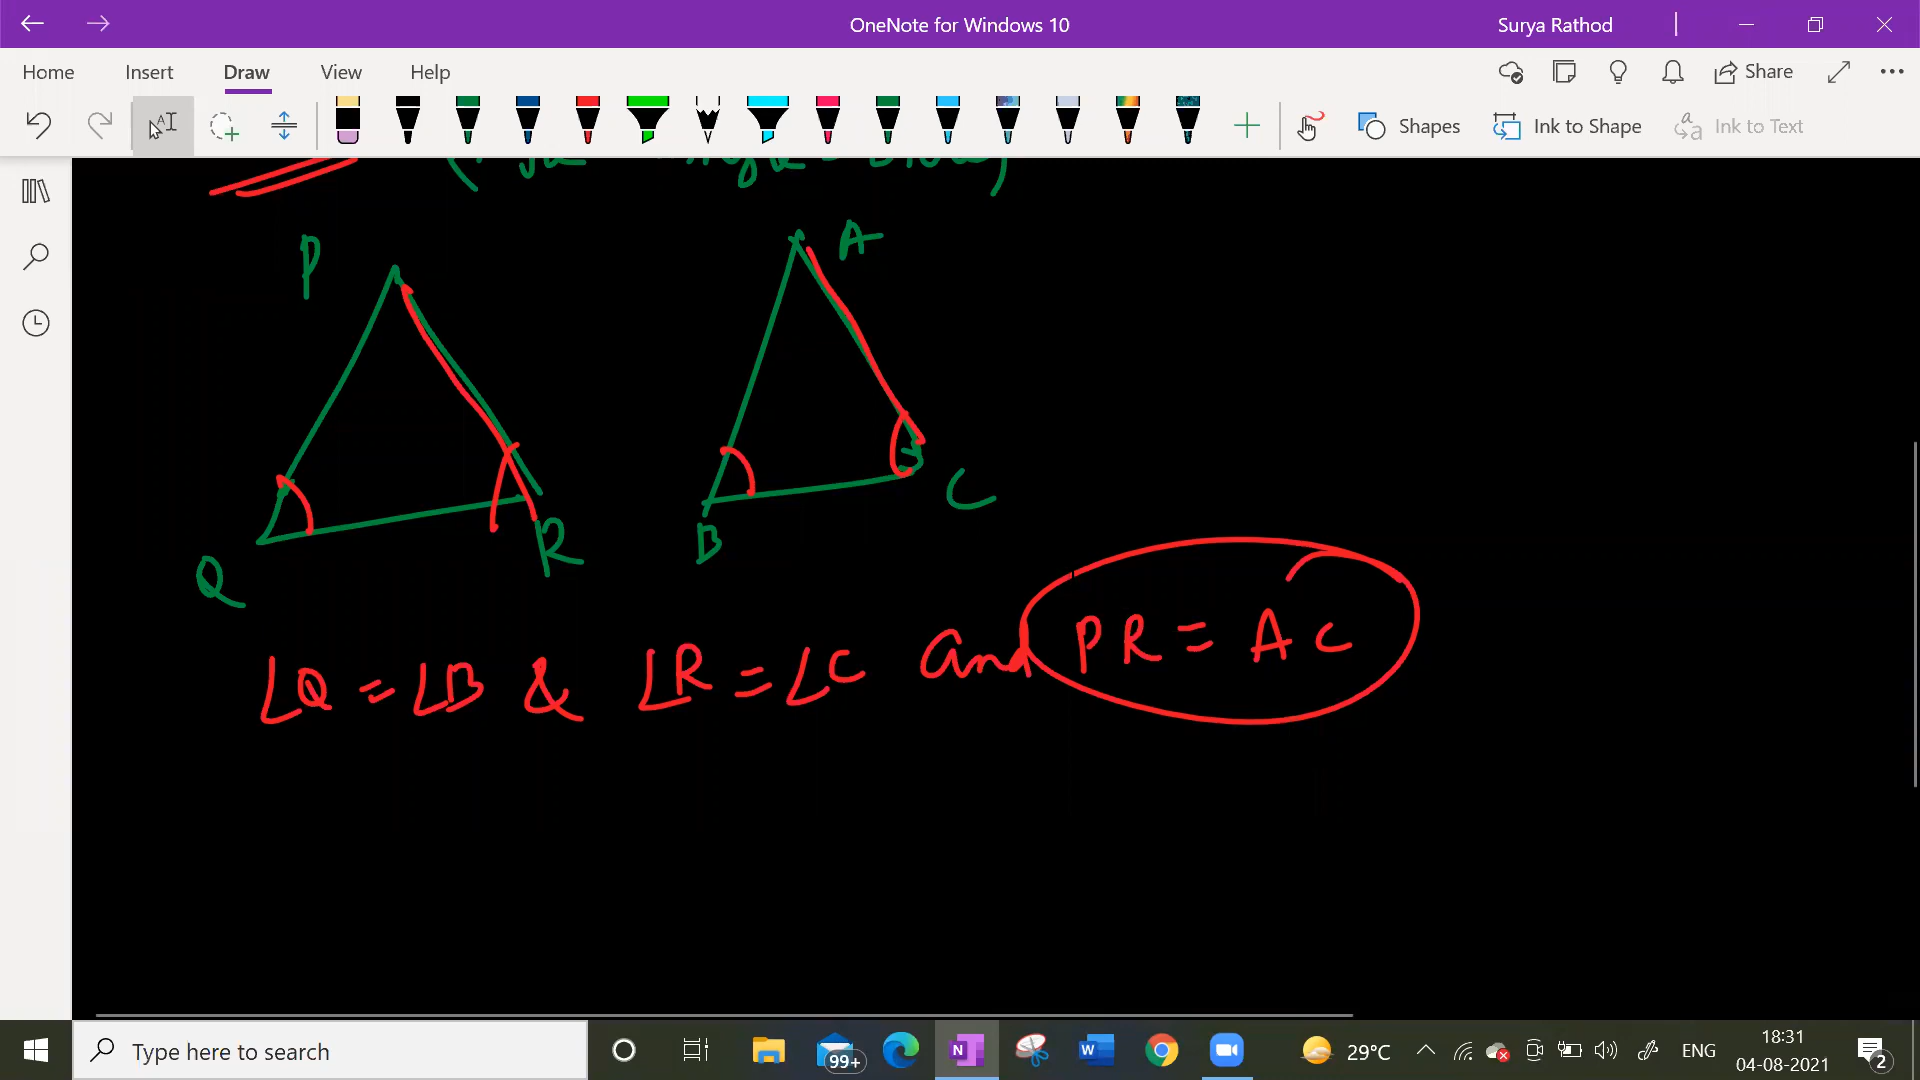 OneNote for Windows 10
Surya Rathod
Home Insert Draw View Help
Share
Shapes
Ink to Shape
Ink to Text
P
A
Q
R
B
C
∠Q = ∠B & ∠R = ∠C and PR = AC
Type here to search
99+
29°C
ENG
18:31
04-08-2021
2